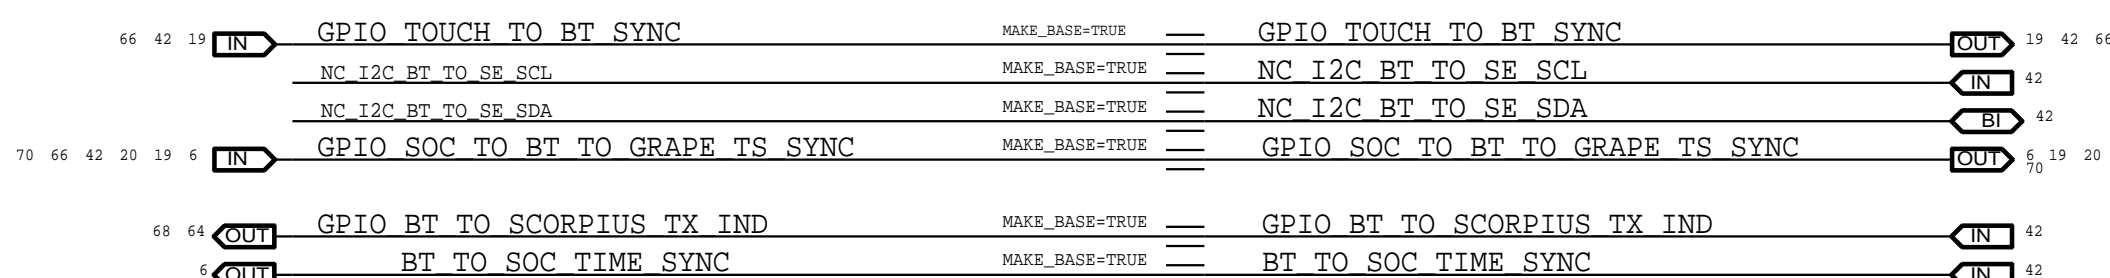 66 42 19 IN GPIO_TOUCH_TO_BT_SYNC MAKE_BASE=TRUE GPIO_TOUCH_TO_BT_SYNC OUT 19 42 66
NC_I2C_BT_TO_SE_SCL MAKE_BASE=TRUE NC_I2C_BT_TO_SE_SCL IN 42
NC_I2C_BT_TO_SE_SDA MAKE_BASE=TRUE NC_I2C_BT_TO_SE_SDA BI 42
70 66 42 20 19 6 IN GPIO_SOC_TO_BT_TO_GRAPE_TS_SYNC MAKE_BASE=TRUE GPIO_SOC_TO_BT_TO_GRAPE_TS_SYNC OUT 6 19 20
70
68 64 OUT GPIO_BT_TO_SCORPIUS_TX_IND MAKE_BASE=TRUE GPIO_BT_TO_SCORPIUS_TX_IND IN 42
6 OUT BT_TO_SOC_TIME_SYNC MAKE_BASE=TRUE BT_TO_SOC_TIME_SYNC IN 42